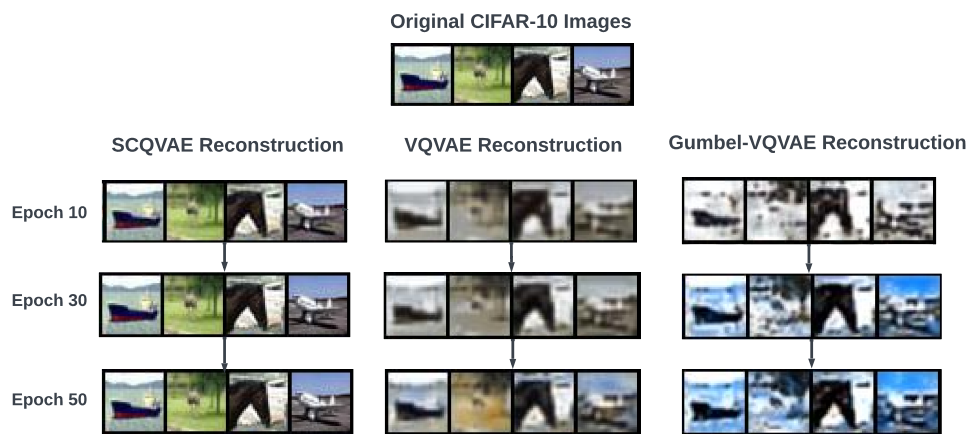 Original CIFAR-10 Images
SCQVAE Reconstruction
VQVAE Reconstruction
Gumbel-VQVAE Reconstruction
Epoch 10
Epoch 30
Epoch 50